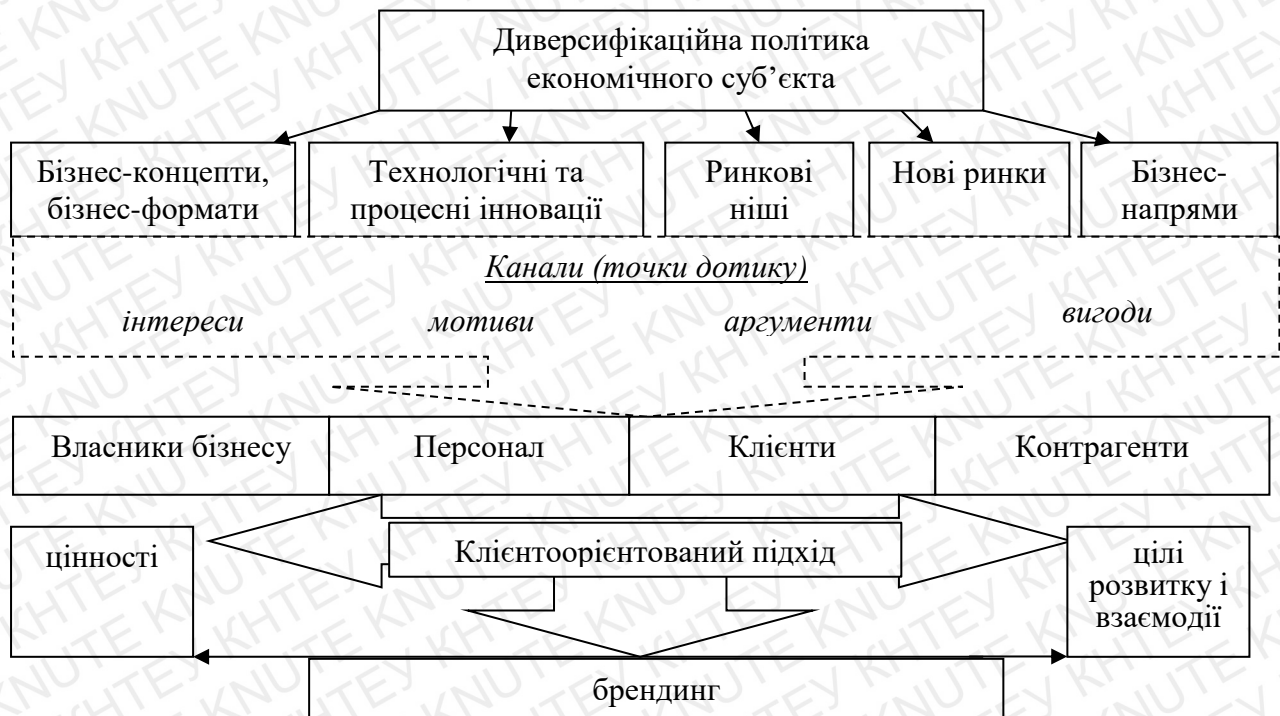 Диверсифікаційна політика
економічного суб’єкта
Бізнес-концепти,
бізнес-формати
Технологічні та
процесні інновації
Ринкові
ніші
Нові ринки
Бізнес-
напрями
Канали (точки дотику)
інтереси мотиви аргументи вигоди
Власники бізнесу
Персонал
Клієнти
Контрагенти
цінності
Клієнтоорієнтований підхід
цілі
розвитку і
взаємодії
брендинг